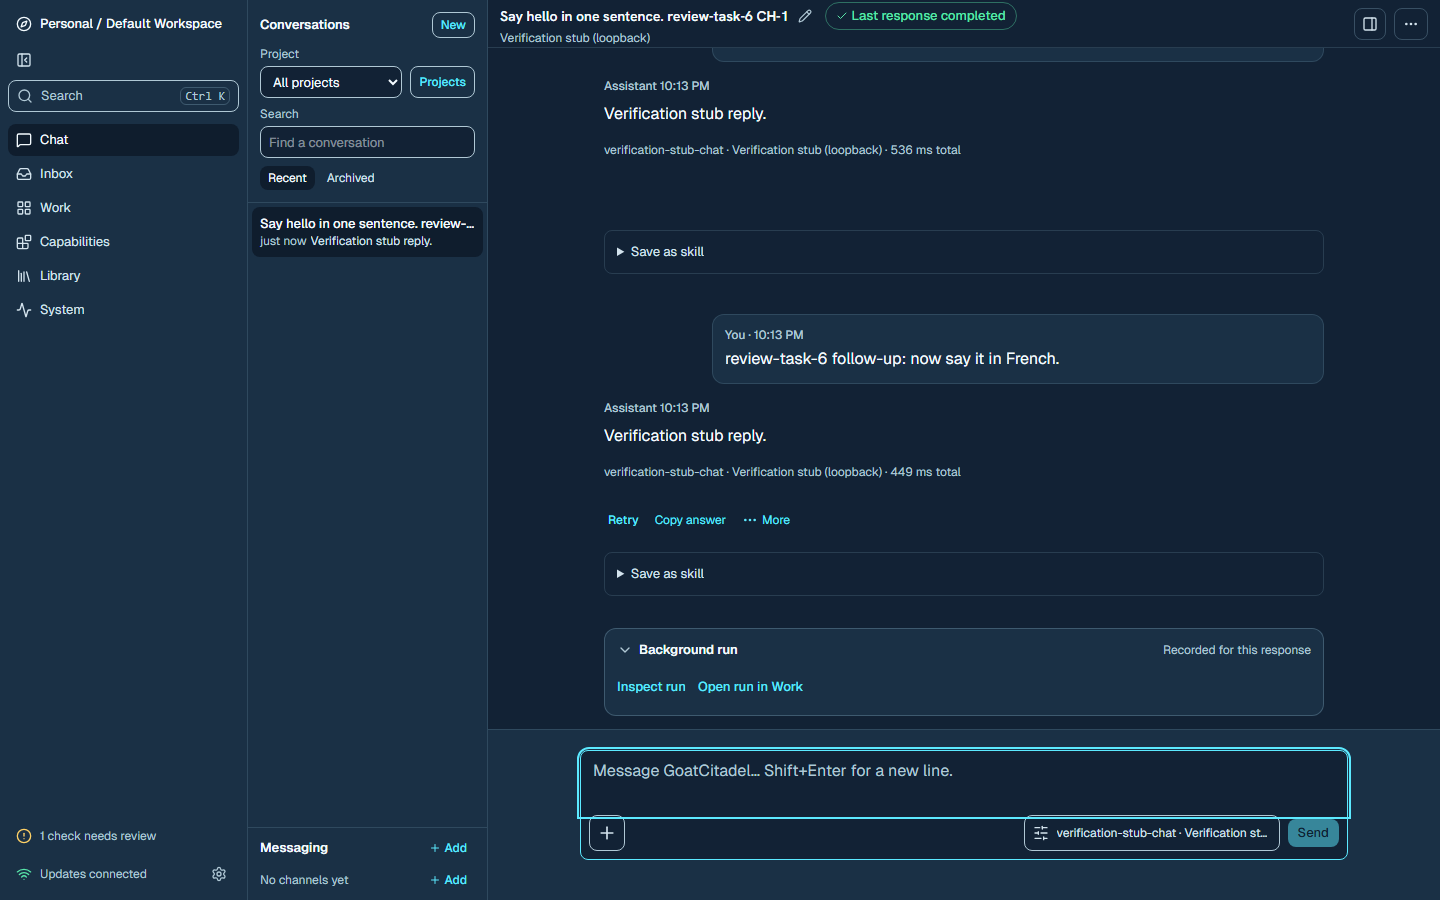 Personal / Default Workspace
Search
Ctrl K
Chat
Inbox
Work
Capabilities
Library
System
1 check needs review
Updates connected
Conversations
New
Project
All projects
Projects
Search
Find a conversation
Recent
Archived
Say hello in one sentence. review-...
just now Verification stub reply.
Messaging
+ Add
No channels yet
+ Add
Say hello in one sentence. review-task-6 CH-1
Last response completed
Verification stub (loopback)
Assistant 10:13 PM
Verification stub reply.
verification-stub-chat · Verification stub (loopback) · 536 ms total
Save as skill
You · 10:13 PM
review-task-6 follow-up: now say it in French.
Assistant 10:13 PM
Verification stub reply.
verification-stub-chat · Verification stub (loopback) · 449 ms total
Retry
Copy answer
··· More
Save as skill
Background run
Recorded for this response
Inspect run
Open run in Work
Message GoatCitadel... Shift+Enter for a new line.
verification-stub-chat · Verification st...
Send